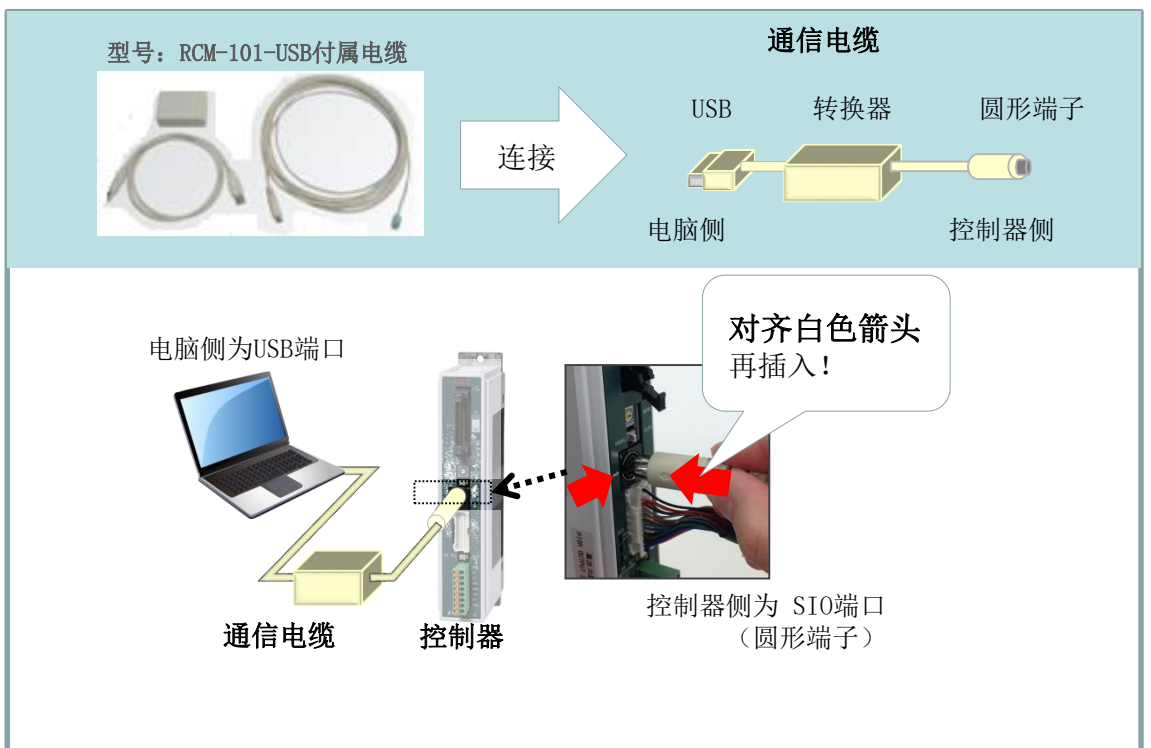 型号：RCM-101-USB付属电缆
通信电缆
USB
转换器
圆形端子
连接
电脑侧
控制器侧
对齐白色箭头
再插入！
电脑侧为USB端口
控制器侧为 SIO端口
（圆形端子）
通信电缆
控制器